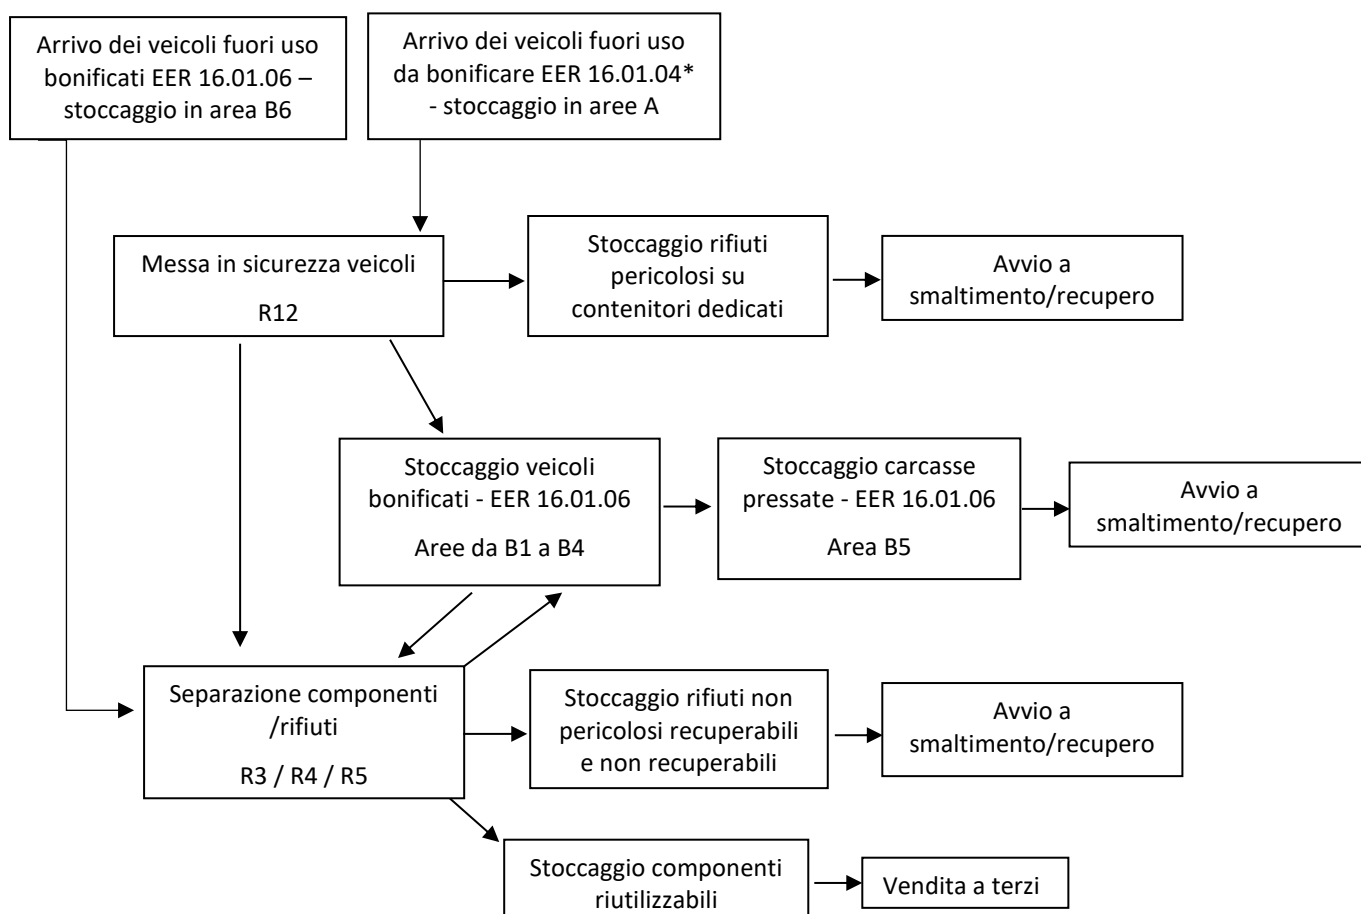 Arrivo dei veicoli fuori uso
bonificati EER 16.01.06 –
stoccaggio in area B6
Arrivo dei veicoli fuori uso
da bonificare EER 16.01.04*
- stoccaggio in aree A
Messa in sicurezza veicoli
R12
Stoccaggio rifiuti
pericolosi su
contenitori dedicati
Avvio a
smaltimento/recupero
Stoccaggio veicoli
bonificati - EER 16.01.06
Aree da B1 a B4
Stoccaggio carcasse
pressate - EER 16.01.06
Area B5
Avvio a
smaltimento/recupero
Separazione componenti
/rifiuti
R3 / R4 / R5
Stoccaggio rifiuti non
pericolosi recuperabili
e non recuperabili
Avvio a
smaltimento/recupero
Stoccaggio componenti
riutilizzabili
Vendita a terzi